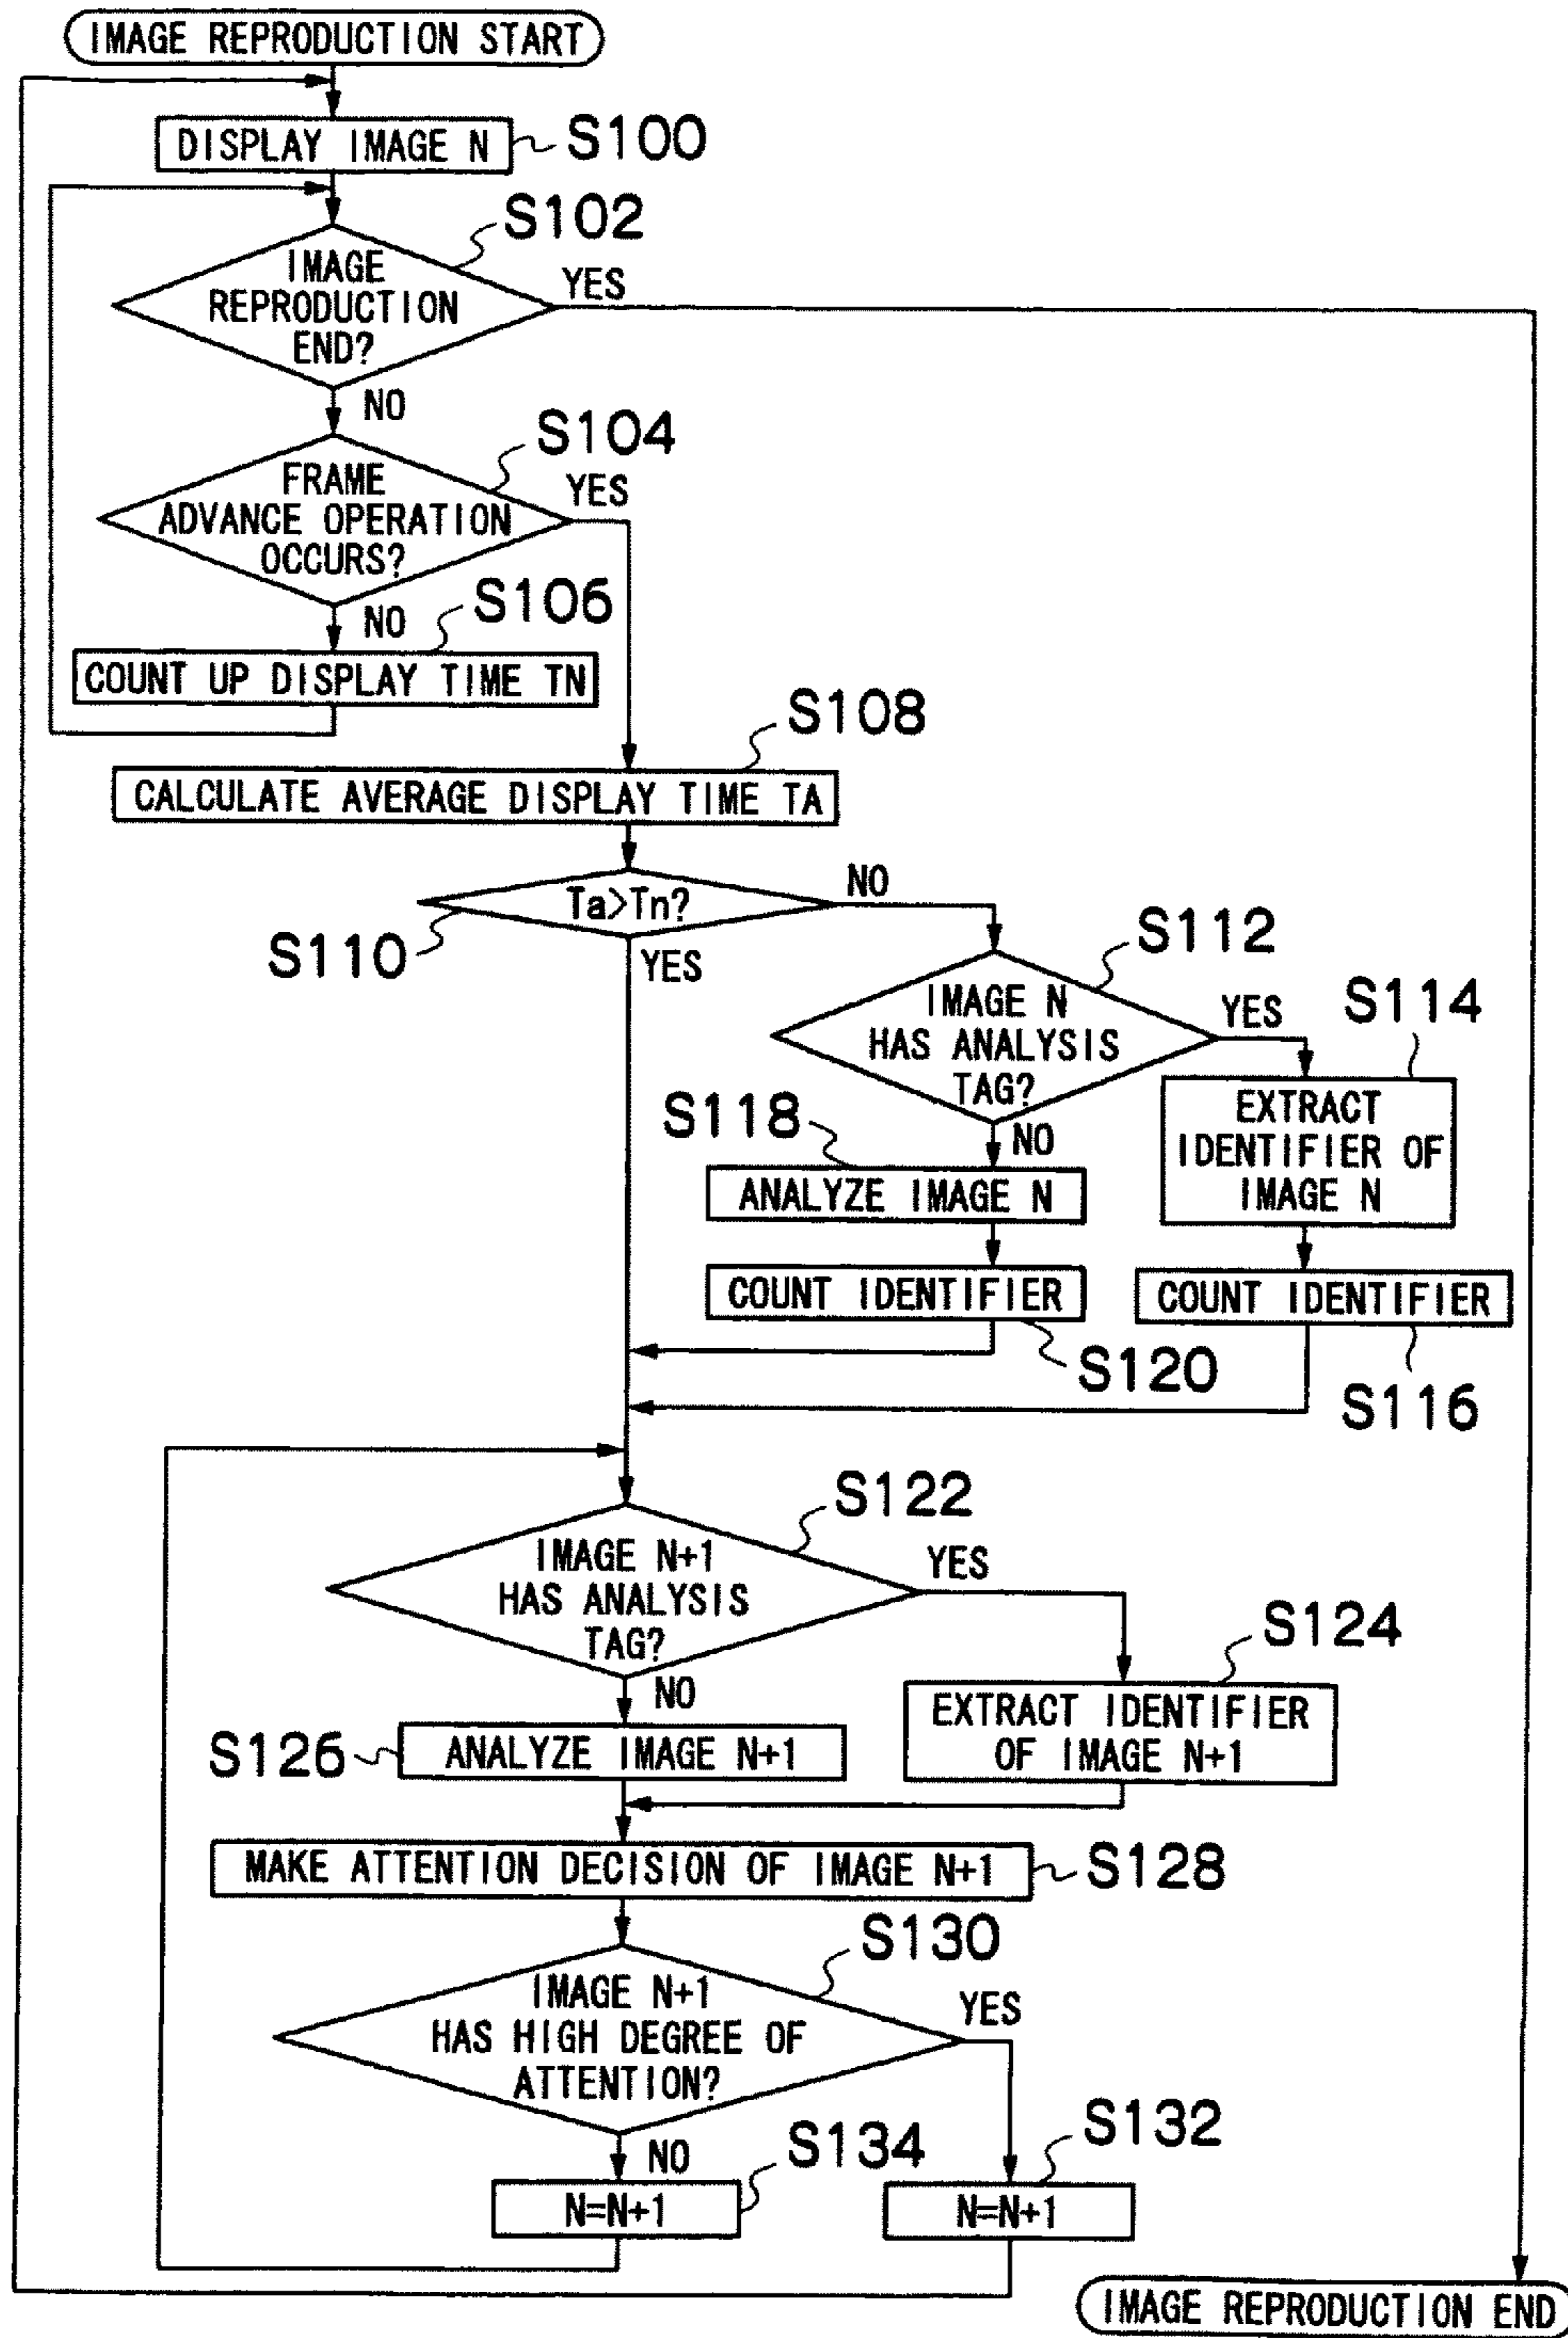 IMAGE REPRODUCTION START
DISPLAY IMAGE N
S100
S102
IMAGE
REPRODUCTION
END?
YES
NO
S104
FRAME
ADVANCE OPERATION
OCCURS?
YES
NO
S106
COUNT UP DISPLAY TIME TN
S108
CALCULATE AVERAGE DISPLAY TIME TA
Ta>Tn?
NO
S110
YES
S112
IMAGE N
HAS ANALYSIS
TAG?
YES
S114
EXTRACT
IDENTIFIER OF
IMAGE N
S118
NO
ANALYZE IMAGE N
COUNT IDENTIFIER
COUNT IDENTIFIER
S120
S116
S122
IMAGE N+1
HAS ANALYSIS
TAG?
YES
S124
NO
EXTRACT IDENTIFIER
OF IMAGE N+1
S126
ANALYZE IMAGE N+1
MAKE ATTENTION DECISION OF IMAGE N+1
S128
S130
IMAGE N+1
HAS HIGH DEGREE OF
ATTENTION?
YES
NO
S134
S132
N=N+1
N=N+1
IMAGE REPRODUCTION END